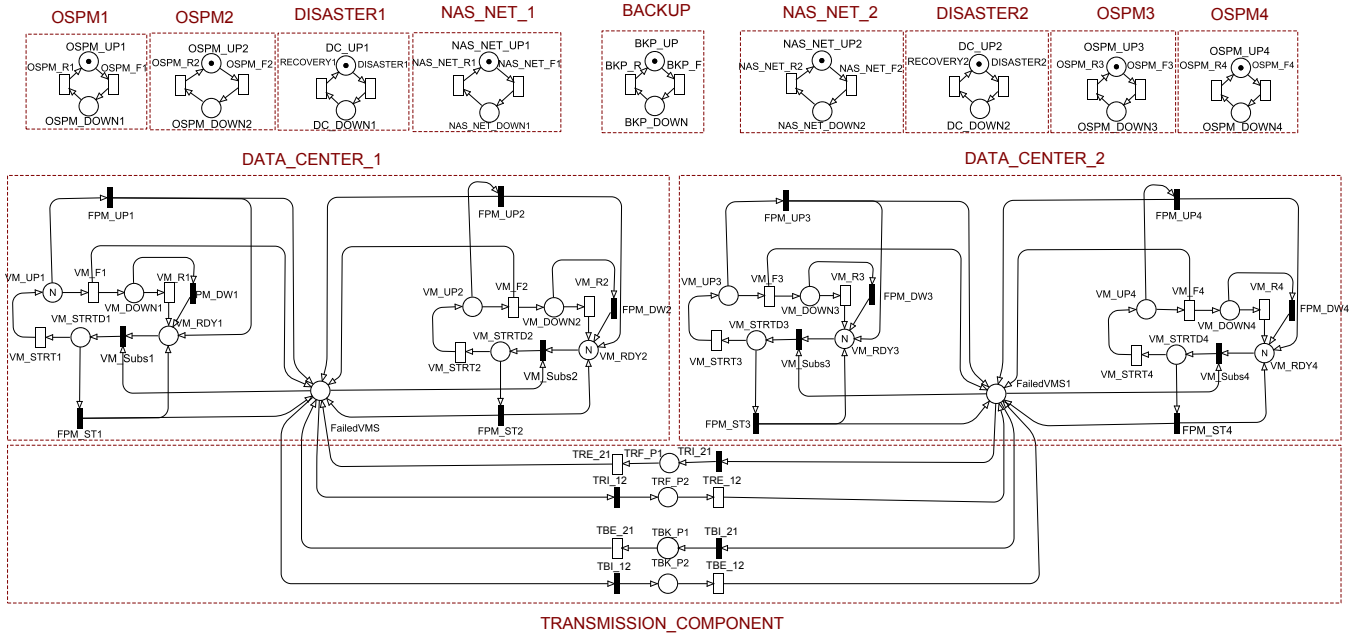 OSPM1 OSPM2 DISASTER1 NAS_NET_1 BACKUP NAS_NET_2 DISASTER2 OSPM3 OSPM4
OSPM_UP1 OSPM_UP2 DC_UP1 NAS_NET_UP1 BKP_UP NAS_NET_UP2 DC_UP2 OSPM_UP3 OSPM_UP4
OSPM_R1 OSPM_F1 OSPM_R2 OSPM_F2 RECOVERY1 DISASTER1 NAS_NET_R1 NAS_NET_F1 BKP_R BKP_F NAS_NET_R2 NAS_NET_F2 RECOVERY2 DISASTER2 OSPM_R3 OSPM_F3 OSPM_R4 OSPM_F4
OSPM_DOWN1 OSPM_DOWN2 DC_DOWN1 NAS_NET_DOWN1 BKP_DOWN NAS_NET_DOWN2 DC_DOWN2 OSPM_DOWN3 OSPM_DOWN4
DATA_CENTER_1 DATA_CENTER_2
FPM_UP1 FPM_UP2 FPM_UP3 FPM_UP4
VM_UP1 VM_F1 VM_R1 PM_DW1 VM_UP2 VM_F2 VM_R2 FPM_DW2 VM_UP3 VM_F3 VM_R3 FPM_DW3 VM_UP4 VM_F4 VM_R4 FPM_DW4
N
VM_DOWN1 VM_DOWN2 VM_DOWN3 VM_DOWN4
VM_STRTD1 VM_RDY1 VM_STRTD2 N VM_RDY2 VM_STRTD3 N VM_RDY3 VM_STRTD4 N VM_RDY4
VM_STRT1 VM_Subs1 VM_STRT2 VM_Subs2 VM_STRT3 VM_Subs3 VM_STRT4 VM_Subs4
FailedVMS FailedVMS1
FPM_ST1 FPM_ST2 FPM_ST3 FPM_ST4
TRE_21 TRF_P1 TRI_21
TRI_12 TRF_P2 TRE_12
TBE_21 TBK_P1 TBI_21
TBI_12 TBK_P2 TBE_12
TRANSMISSION_COMPONENT